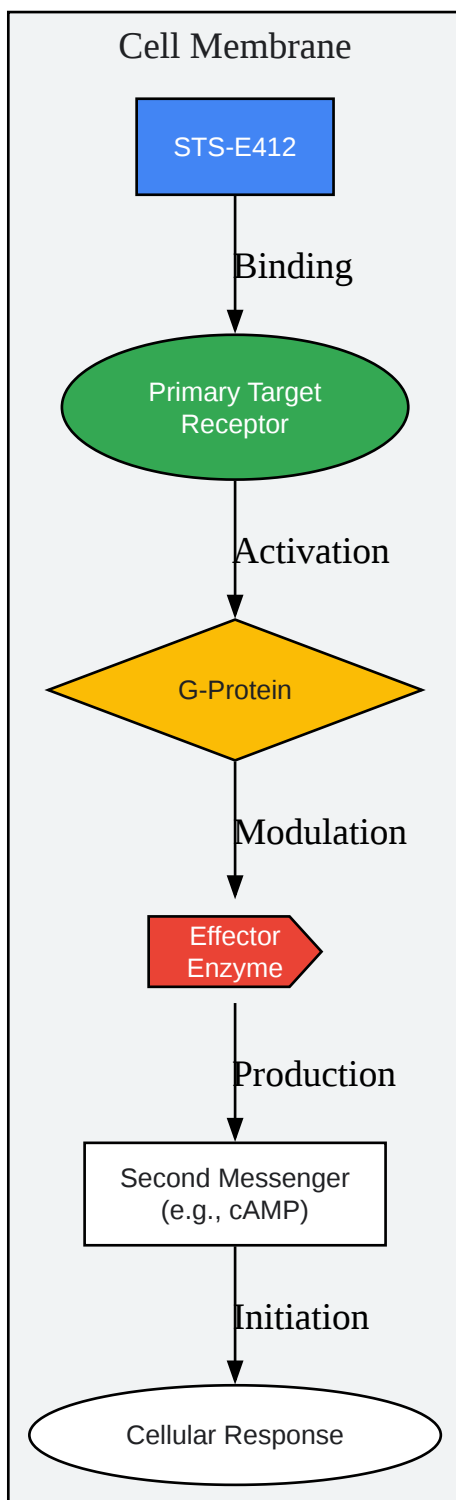 Cell Membrane
STS-E412
Binding
Primary Target
Receptor
Activation
G-Protein
Modulation
Effector
Enzyme
Production
Second Messenger
(e.g., cAMP)
Initiation
Cellular Response